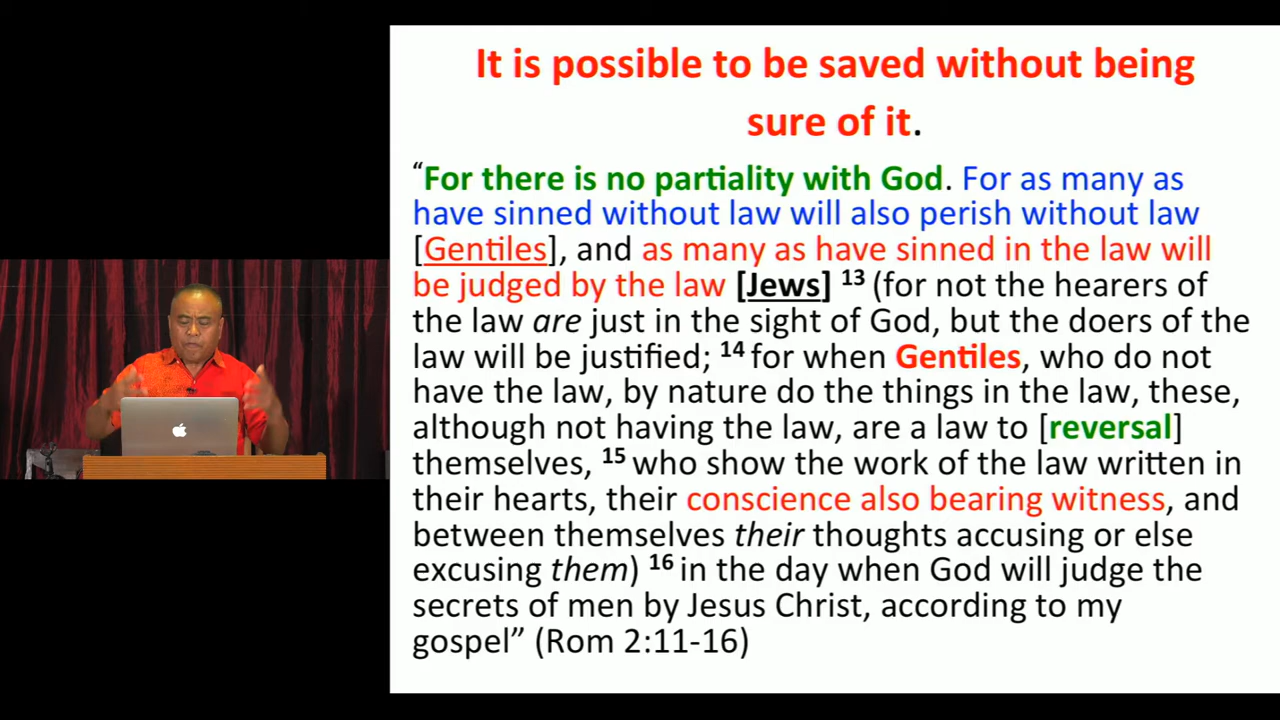 It is possible to be saved without being
sure of it.
“For there is no partiality with God. For as many as
have sinned without law will also perish without law
[Gentiles], and as many as have sinned in the law will
be judged by the law [Jews] 13 (for not the hearers of
the law are just in the sight of God, but the doers of the
law will be justified; 14 for when Gentiles, who do not
have the law, by nature do the things in the law, these,
although not having the law, are a law to [reversal]
themselves, 15 who show the work of the law written in
their hearts, their conscience also bearing witness, and
between themselves their thoughts accusing or else
excusing them) 16 in the day when God will judge the
secrets of men by Jesus Christ, according to my
gospel” (Rom 2:11-16)